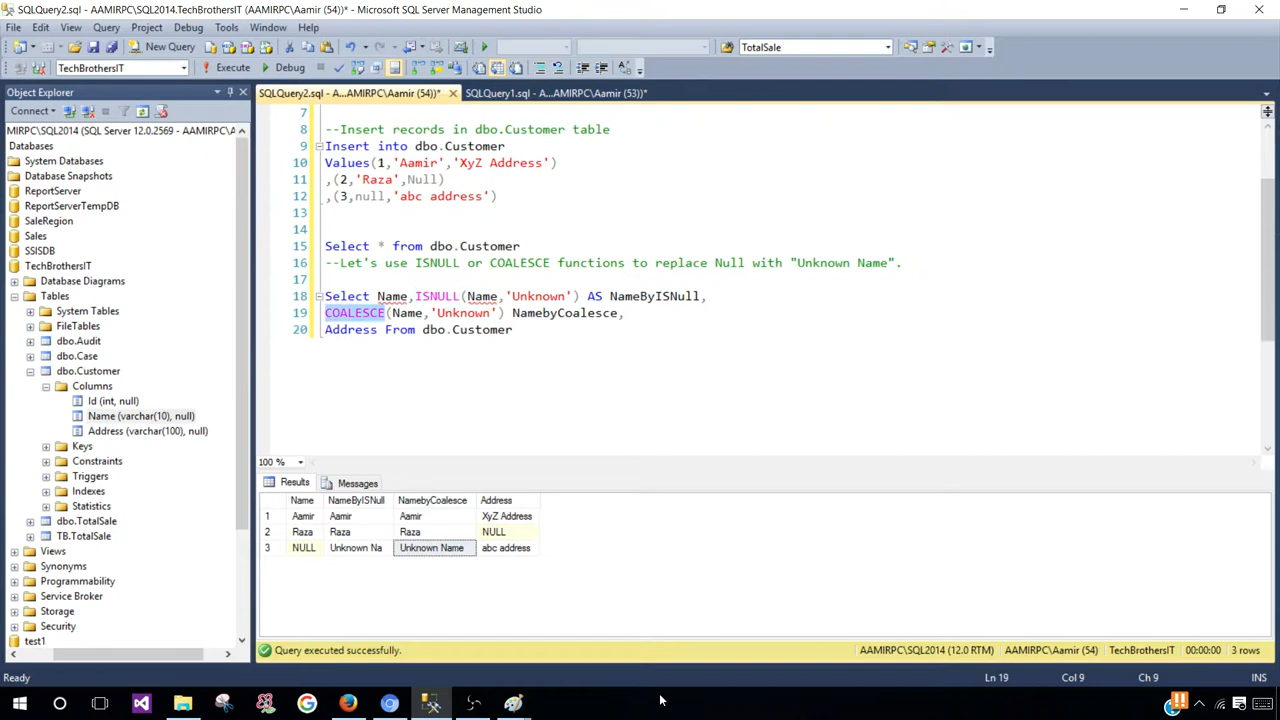 SQLQuery2.sql - AAMIRPC\SQL2014.TechBrothersIT (AAMIRPC\Aamir (54))* - Microsoft SQL Server Management Studio
File Edit View Query Project Debug Tools Window Help
New Query TotalSale
TechBrothersIT Execute Debug
Object Explorer
SQLQuery2.sql - A...AMIRPC\Aamir (54))* SQLQuery1.sql - A...AMIRPC\Aamir (53))*
Connect
MIRPC\SQL2014 (SQL Server 12.0.2569 - AAMIRPC\A
Databases
System Databases
Database Snapshots
ReportServer
ReportServerTempDB
SaleRegion
Sales
SSISDB
TechBrothersIT
Database Diagrams
Tables
System Tables
FileTables
dbo.Audit
dbo.Case
dbo.Customer
Columns
Id (int, null)
Name (varchar(10), null)
Address (varchar(100), null)
Keys
Constraints
Triggers
Indexes
Statistics
dbo.TotalSale
TB.TotalSale
Views
Synonyms
Programmability
Service Broker
Storage
Security
test1
7
8 --Insert records in dbo.Customer table
9 Insert into dbo.Customer
10 Values(1,'Aamir','XyZ Address')
11 ,(2,'Raza',Null)
12 ,(3,null,'abc address')
13
14
15 Select * from dbo.Customer
16 --Let's use ISNULL or COALESCE functions to replace Null with "Unknown Name".
17
18 Select Name,ISNULL(Name,'Unknown') AS NameByISNull,
19 COALESCE(Name,'Unknown') NamebyCoalesce,
20 Address From dbo.Customer
100 %
Results Messages
Name NameByISNull NamebyCoalesce Address
1 Aamir Aamir Aamir XyZ Address
2 Raza Raza Raza NULL
3 NULL Unknown Na Unknown Name abc address
Query executed successfully. AAMIRPC\SQL2014 (12.0 RTM) AAMIRPC\Aamir (54) TechBrothersIT 00:00:00 3 rows
Ready Ln 19 Col 9 Ch 9 INS